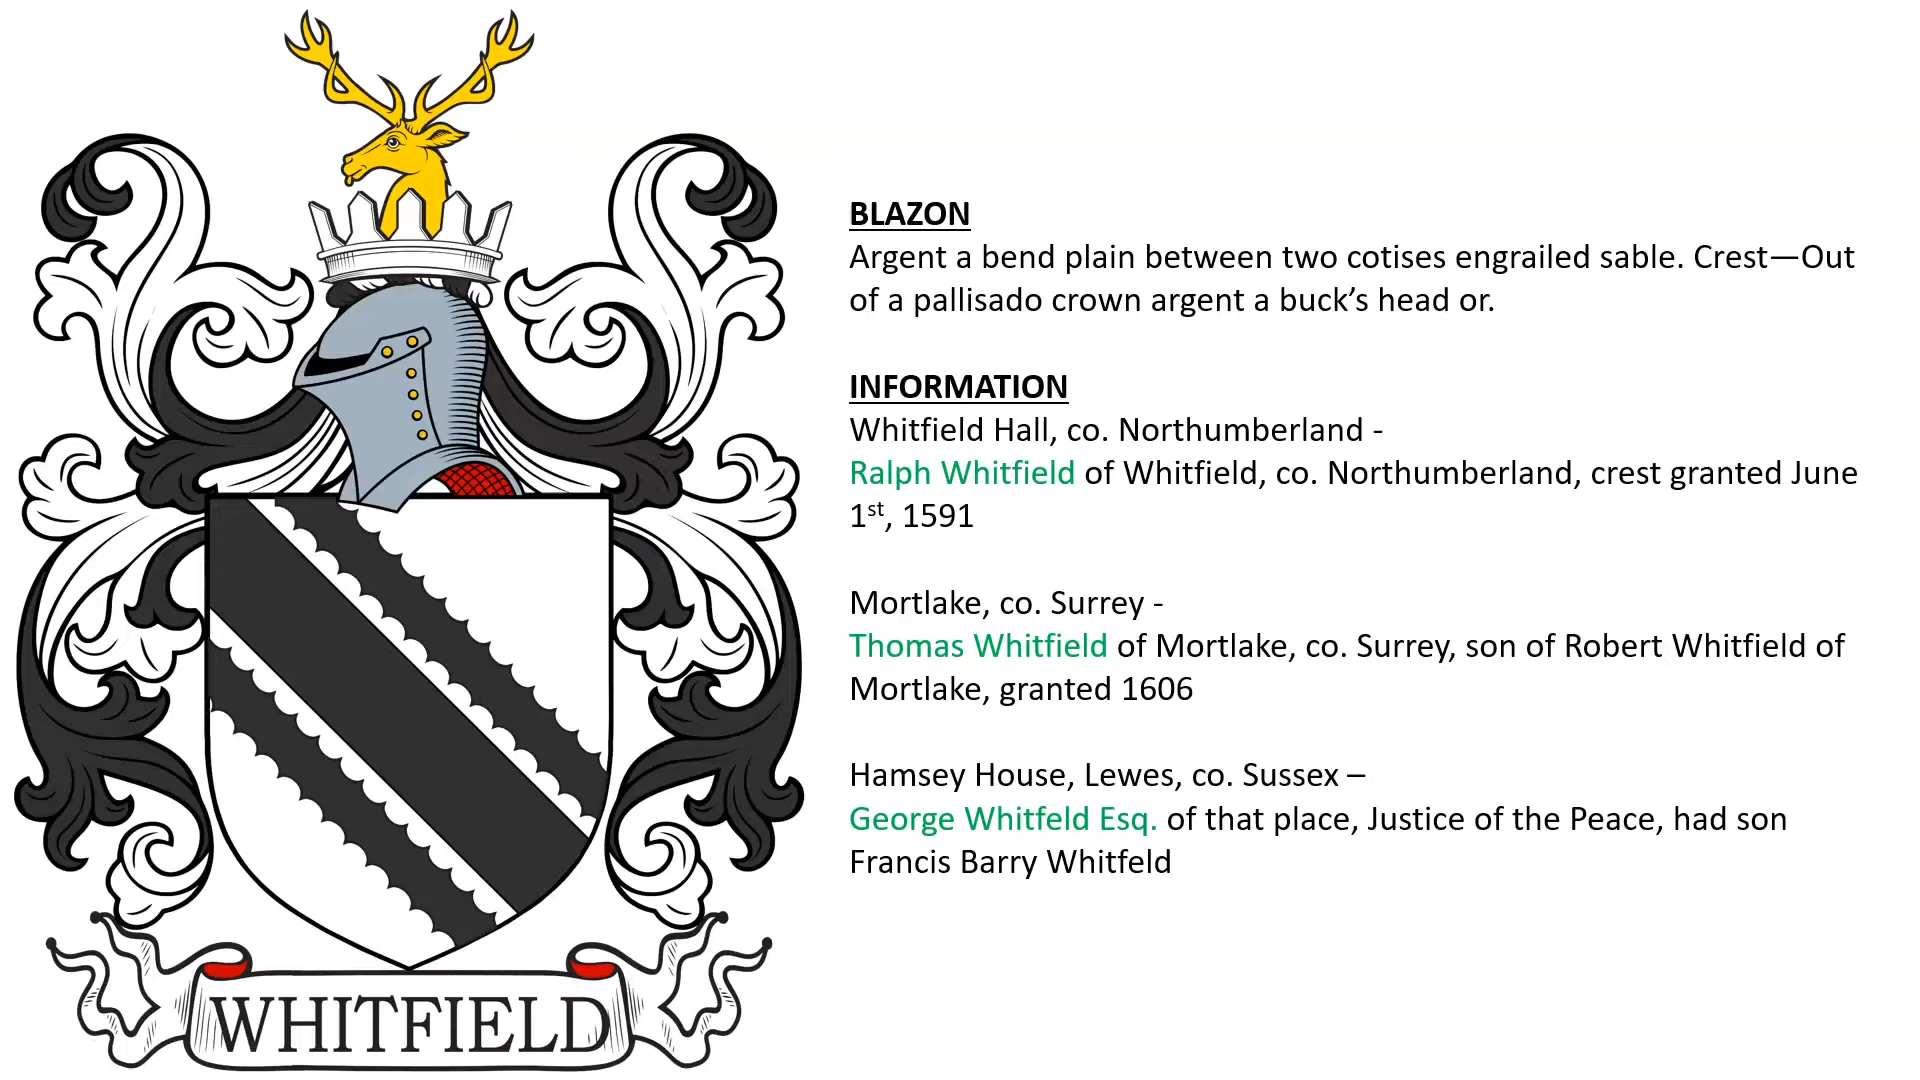 BLAZON
Argent a bend plain between two cotises engrailed sable. Crest—Out
of a pallisado crown argent a buck’s head or.
INFORMATION
Whitfield Hall, co. Northumberland -
Ralph Whitfield of Whitfield, co. Northumberland, crest granted June
1st, 1591
Mortlake, co. Surrey -
Thomas Whitfield of Mortlake, co. Surrey, son of Robert Whitfield of
Mortlake, granted 1606
Hamsey House, Lewes, co. Sussex –
George Whitfeld Esq. of that place, Justice of the Peace, had son
Francis Barry Whitfeld
WHITFIELD